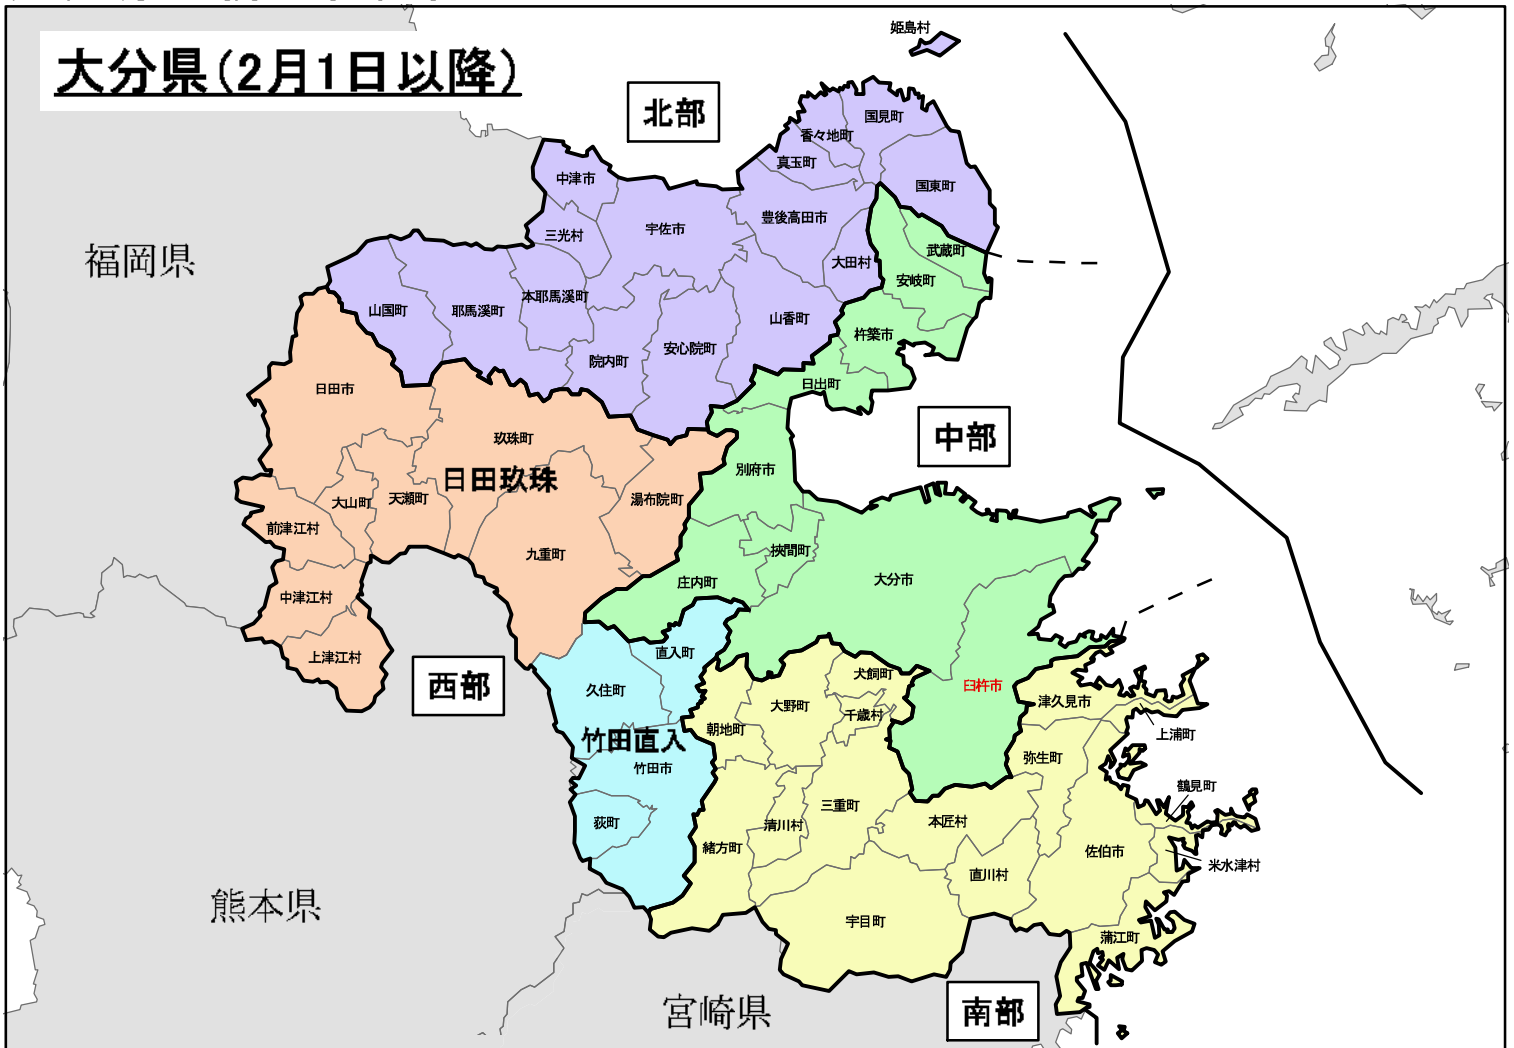 大分県(2月1日以降)
姫島村
北部
国見町
香々地町
真玉町
中津市
国東町
豊後高田市
三光村
宇佐市
武蔵町
福岡県
大田村
安岐町
本耶馬溪町
山国町
耶馬溪町
山香町
杵築市
安心院町
院内町
日田市
日出町
玖珠町
中部
別府市
日田玖珠
大山町
天瀬町
湯布院町
前津江村
九重町
挾間町
大分市
庄内町
中津江村
上津江村
直入町
西部
久住町
犬飼町
臼杵市
津久見市
大野町
千歳村
朝地町
上浦町
竹田直入
竹田市
弥生町
鶴見町
三重町
荻町
清川村
本匠村
緒方町
佐伯市
米水津村
直川村
熊本県
宇目町
蒲江町
宮崎県
南部